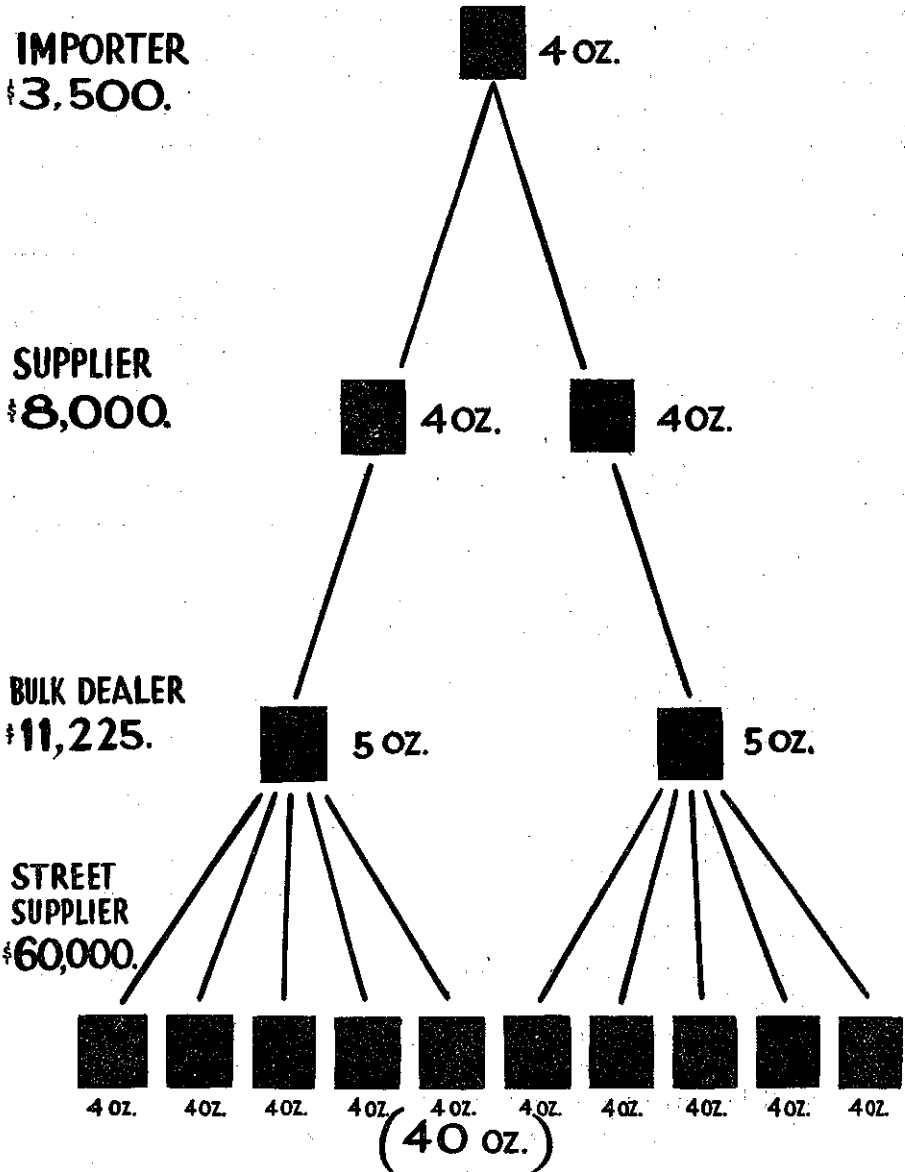 IMPORTER
$3,500.
4 OZ.
SUPPLIER
$8,000.
4 OZ.
4 OZ.
BULK DEALER
$11,225.
5 OZ.
5 OZ.
STREET
SUPPLIER
$60,000.
4 OZ. 4 OZ. 4 OZ. 4 OZ. 4 OZ. 4 OZ. 4 OZ. 4 OZ. 4 OZ. 4 OZ.
(40 OZ.)